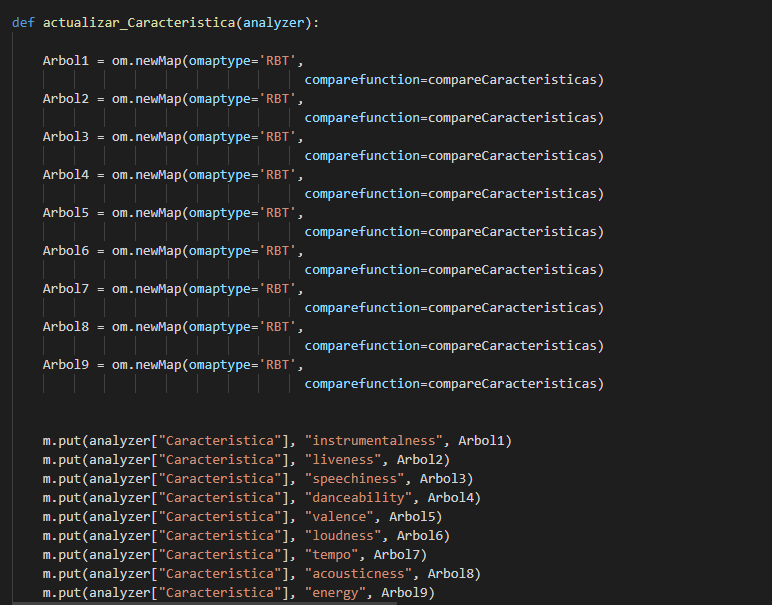 def actualizar_Caracteristica(analyzer):
Arbol1 = om.newMap(omaptype='RBT',
comparefunction=compareCaracteristicas)
Arbol2 = om.newMap(omaptype='RBT',
comparefunction=compareCaracteristicas)
Arbol3 = om.newMap(omaptype='RBT',
comparefunction=compareCaracteristicas)
Arbol4 = om.newMap(omaptype='RBT',
comparefunction=compareCaracteristicas)
Arbol5 = om.newMap(omaptype='RBT',
comparefunction=compareCaracteristicas)
Arbol6 = om.newMap(omaptype='RBT',
comparefunction=compareCaracteristicas)
Arbol7 = om.newMap(omaptype='RBT',
comparefunction=compareCaracteristicas)
Arbol8 = om.newMap(omaptype='RBT',
comparefunction=compareCaracteristicas)
Arbol9 = om.newMap(omaptype='RBT',
comparefunction=compareCaracteristicas)
m.put(analyzer["Caracteristica"], "instrumentalness", Arbol1)
m.put(analyzer["Caracteristica"], "liveness", Arbol2)
m.put(analyzer["Caracteristica"], "speechiness", Arbol3)
m.put(analyzer["Caracteristica"], "danceability", Arbol4)
m.put(analyzer["Caracteristica"], "valence", Arbol5)
m.put(analyzer["Caracteristica"], "loudness", Arbol6)
m.put(analyzer["Caracteristica"], "tempo", Arbol7)
m.put(analyzer["Caracteristica"], "acousticness", Arbol8)
m.put(analyzer["Caracteristica"], "energy", Arbol9)